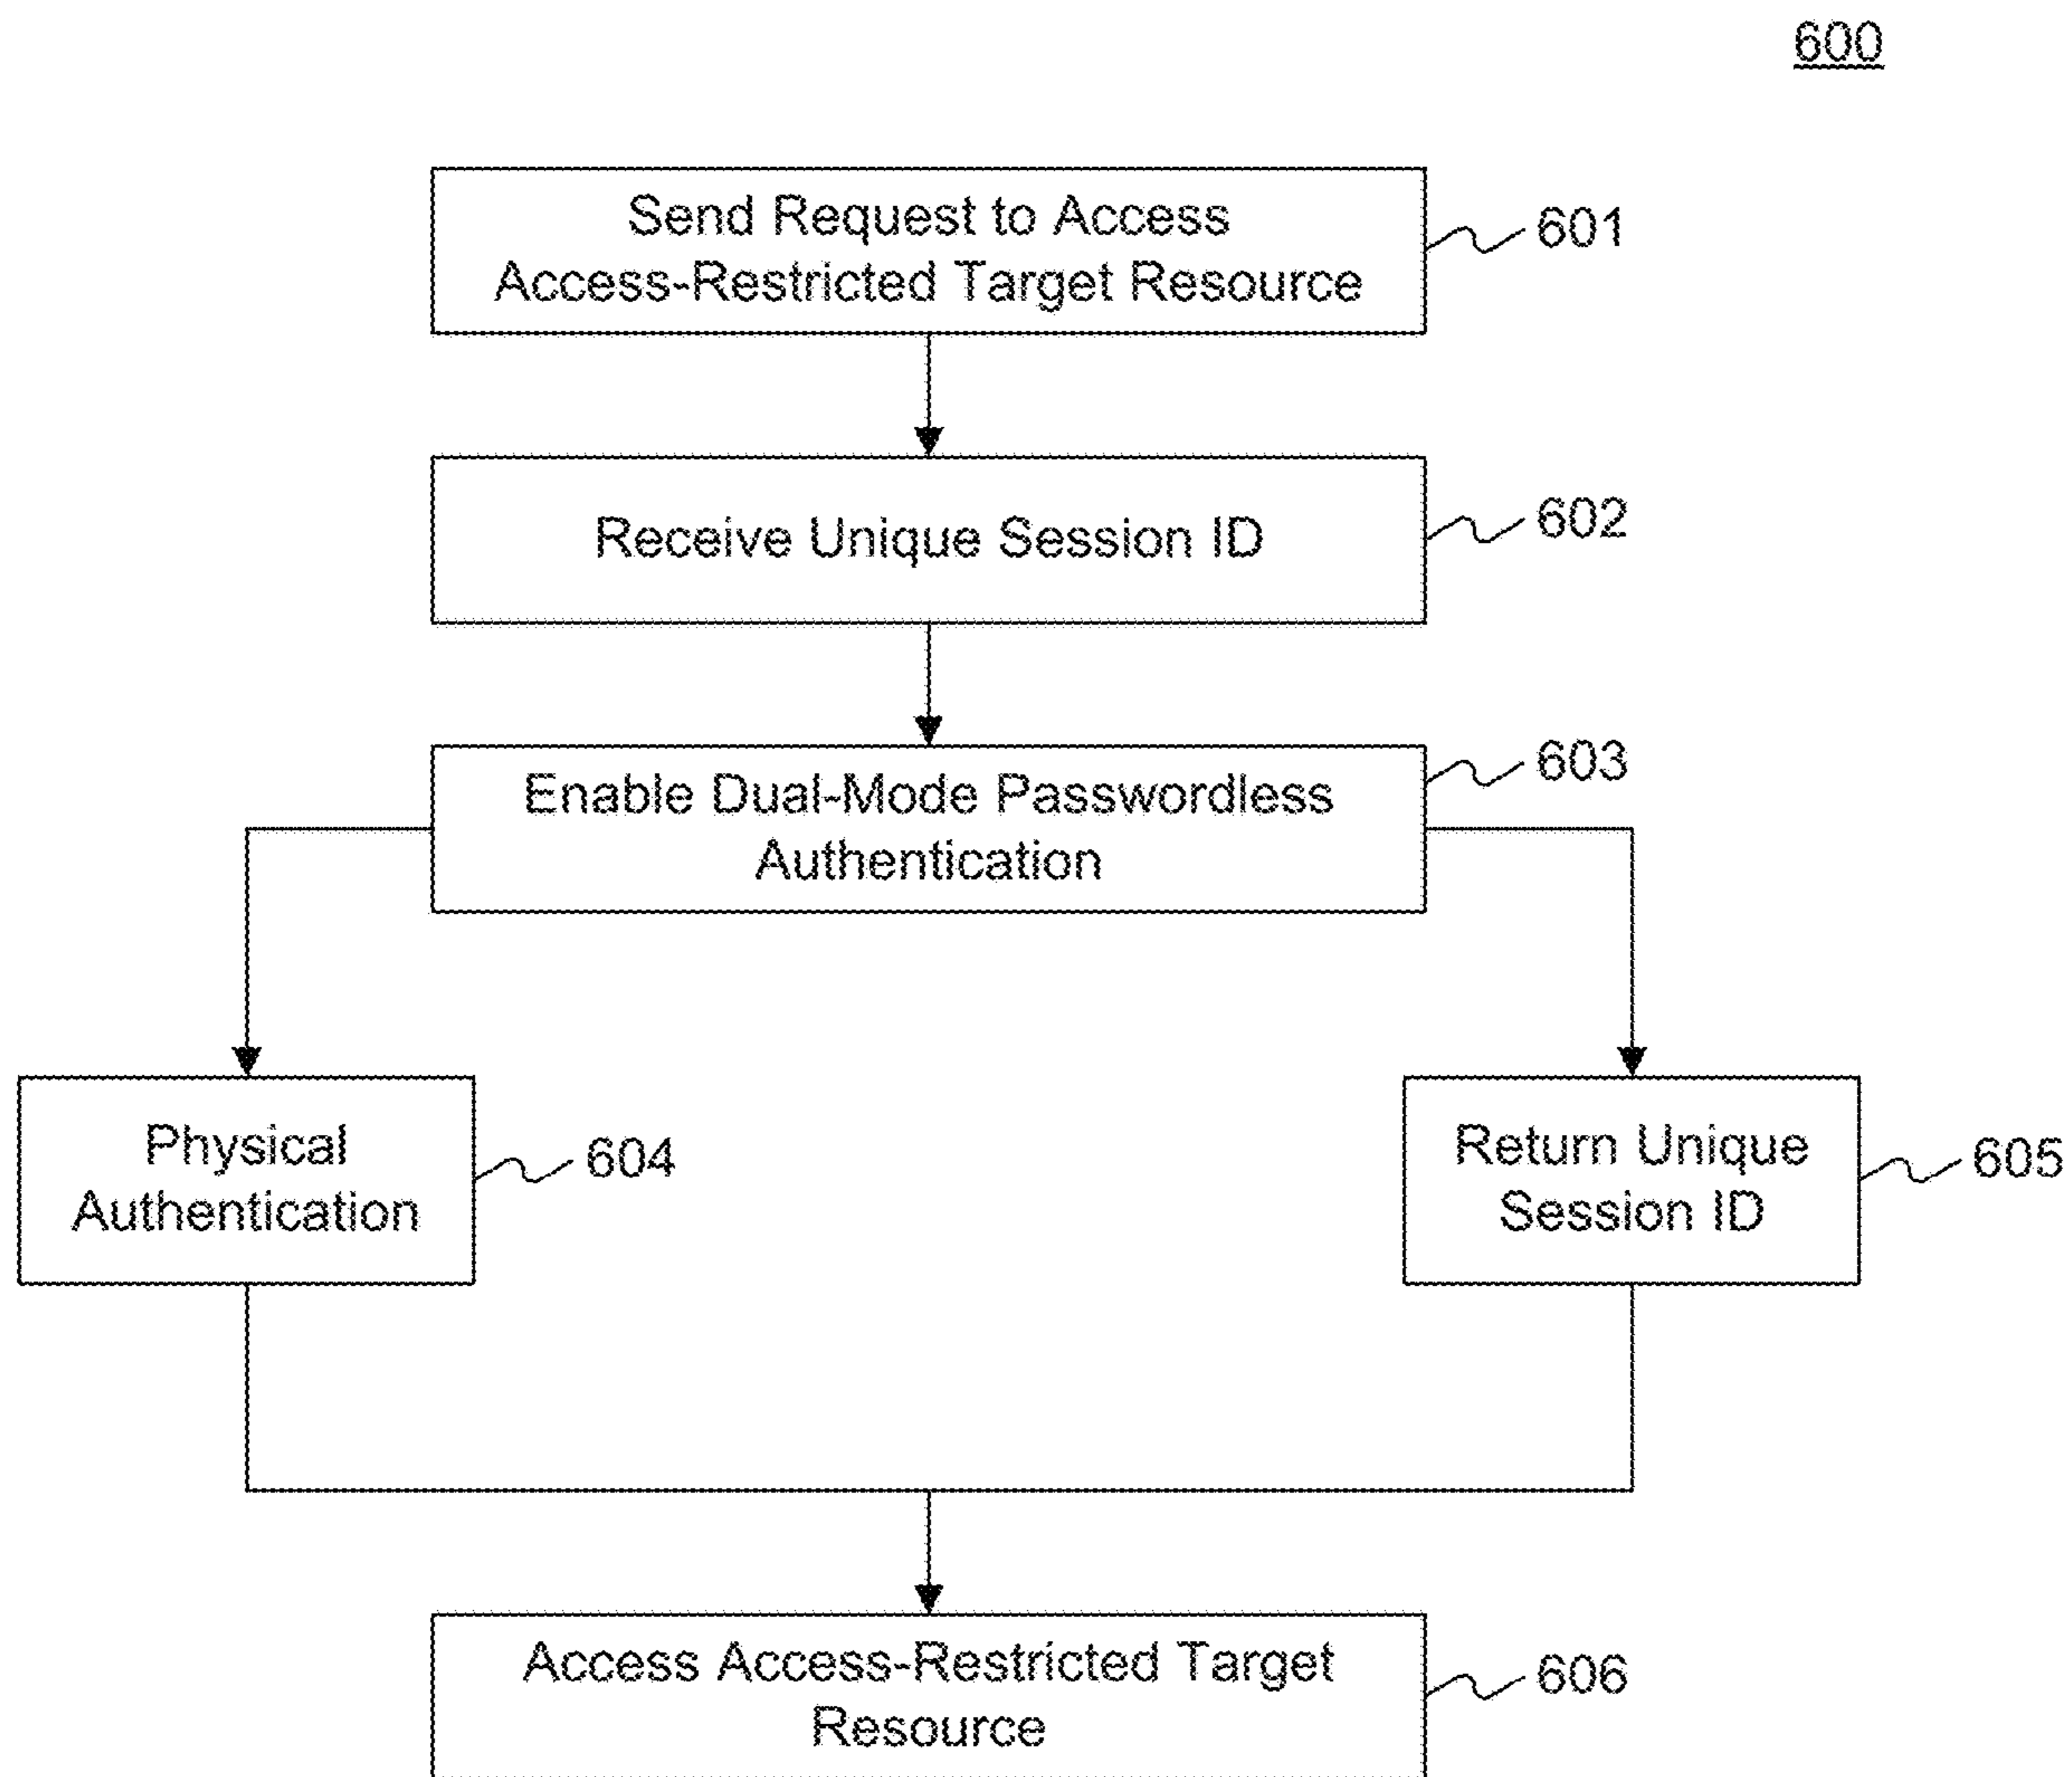 600
Send Request to Access
Access-Restricted Target Resource
601
Receive Unique Session ID
602
Enable Dual-Mode Passwordless
Authentication
603
Physical
Authentication
604
Return Unique
Session ID
605
Access Access-Restricted Target
Resource
606